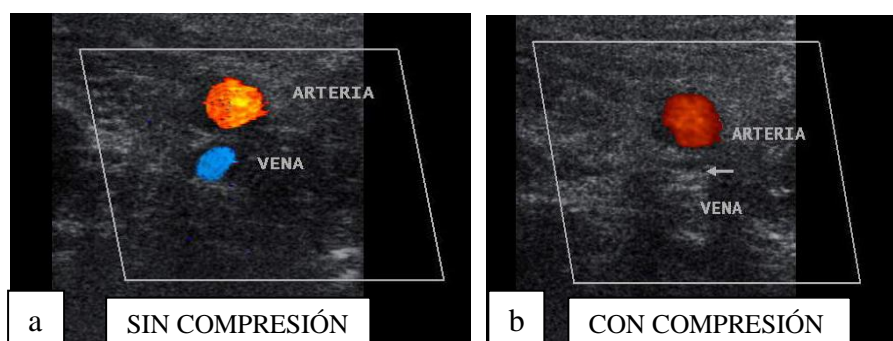 ARTERIA
VENA
a
SIN COMPRESIÓN
ARTERIA
VENA
b
CON COMPRESIÓN